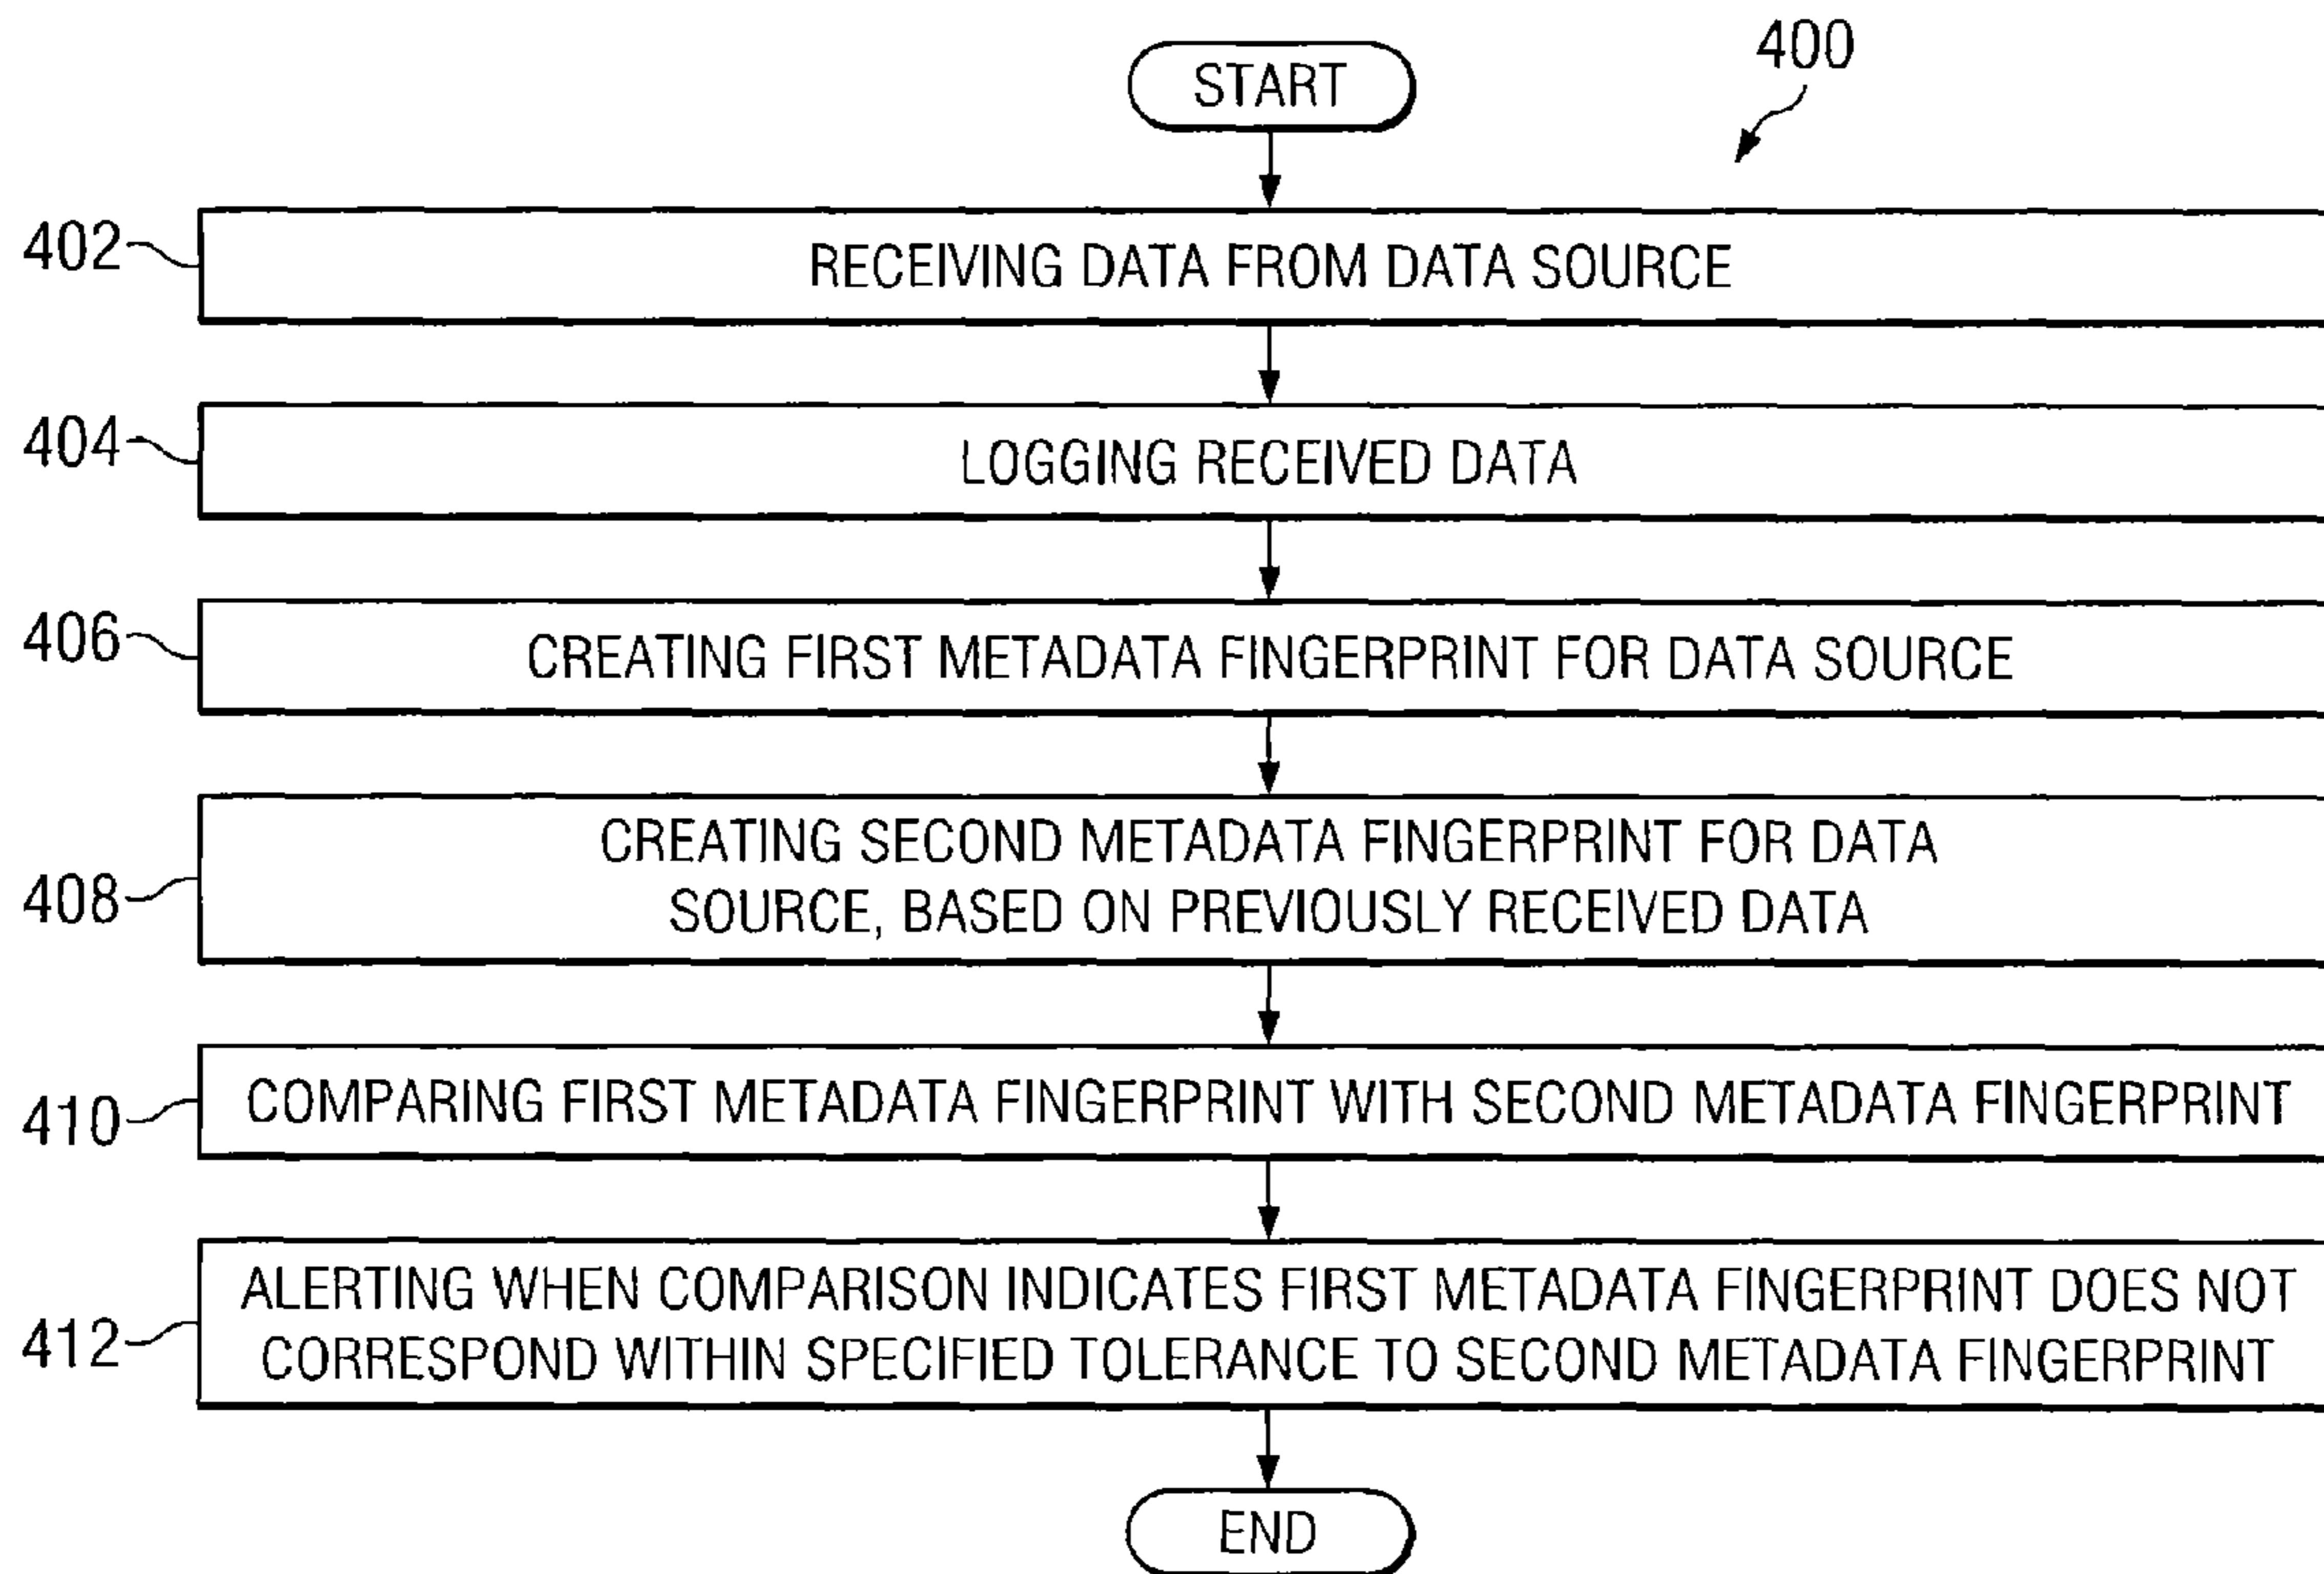 START
400
402
RECEIVING DATA FROM DATA SOURCE
404
LOGGING RECEIVED DATA
406
CREATING FIRST METADATA FINGERPRINT FOR DATA SOURCE
408
CREATING SECOND METADATA FINGERPRINT FOR DATA
SOURCE, BASED ON PREVIOUSLY RECEIVED DATA
410
COMPARING FIRST METADATA FINGERPRINT WITH SECOND METADATA FINGERPRINT
412
ALERTING WHEN COMPARISON INDICATES FIRST METADATA FINGERPRINT DOES NOT
CORRESPOND WITHIN SPECIFIED TOLERANCE TO SECOND METADATA FINGERPRINT
END